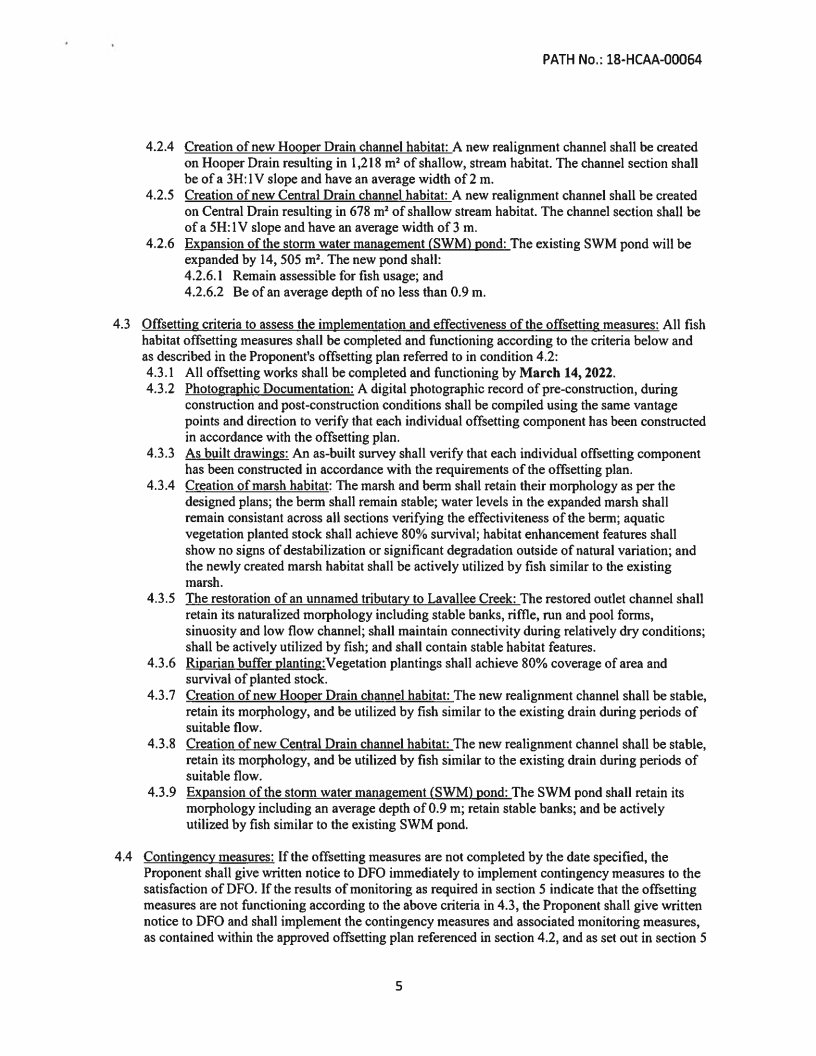 PATH No.: 18-HCAA-00064
4.2.4 Creation of new Hooper Drain channel habitat: A new realignment channel shall be created
on Hooper Drain resulting in 1,218 m² of shallow, stream habitat. The channel section shall
be of a 3H:1V slope and have an average width of 2 m.
4.2.5 Creation of new Central Drain channel habitat: A new realignment channel shall be created
on Central Drain resulting in 678 m² of shallow stream habitat. The channel section shall be
of a 5H:1V slope and have an average width of 3 m.
4.2.6 Expansion of the storm water management (SWM) pond: The existing SWM pond will be
expanded by 14, 505 m². The new pond shall:
4.2.6.1 Remain assessible for fish usage; and
4.2.6.2 Be of an average depth of no less than 0.9 m.
4.3 Offsetting criteria to assess the implementation and effectiveness of the offsetting measures: All fish
habitat offsetting measures shall be completed and functioning according to the criteria below and
as described in the Proponent's offsetting plan referred to in condition 4.2:
4.3.1 All offsetting works shall be completed and functioning by March 14, 2022.
4.3.2 Photographic Documentation: A digital photographic record of pre-construction, during
construction and post-construction conditions shall be compiled using the same vantage
points and direction to verify that each individual offsetting component has been constructed
in accordance with the offsetting plan.
4.3.3 As built drawings: An as-built survey shall verify that each individual offsetting component
has been constructed in accordance with the requirements of the offsetting plan.
4.3.4 Creation of marsh habitat: The marsh and berm shall retain their morphology as per the
designed plans; the berm shall remain stable; water levels in the expanded marsh shall
remain consistant across all sections verifying the effectiviteness of the berm; aquatic
vegetation planted stock shall achieve 80% survival; habitat enhancement features shall
show no signs of destabilization or significant degradation outside of natural variation; and
the newly created marsh habitat shall be actively utilized by fish similar to the existing
marsh.
4.3.5 The restoration of an unnamed tributary to Lavallee Creek: The restored outlet channel shall
retain its naturalized morphology including stable banks, riffle, run and pool forms,
sinuosity and low flow channel; shall maintain connectivity during relatively dry conditions;
shall be actively utilized by fish; and shall contain stable habitat features.
4.3.6 Riparian buffer planting:Vegetation plantings shall achieve 80% coverage of area and
survival of planted stock.
4.3.7 Creation of new Hooper Drain channel habitat: The new realignment channel shall be stable,
retain its morphology, and be utilized by fish similar to the existing drain during periods of
suitable flow.
4.3.8 Creation of new Central Drain channel habitat: The new realignment channel shall be stable,
retain its morphology, and be utilized by fish similar to the existing drain during periods of
suitable flow.
4.3.9 Expansion of the storm water management (SWM) pond: The SWM pond shall retain its
morphology including an average depth of 0.9 m; retain stable banks; and be actively
utilized by fish similar to the existing SWM pond.
4.4 Contingency measures: If the offsetting measures are not completed by the date specified, the
Proponent shall give written notice to DFO immediately to implement contingency measures to the
satisfaction of DFO. If the results of monitoring as required in section 5 indicate that the offsetting
measures are not functioning according to the above criteria in 4.3, the Proponent shall give written
notice to DFO and shall implement the contingency measures and associated monitoring measures,
as contained within the approved offsetting plan referenced in section 4.2, and as set out in section 5
5